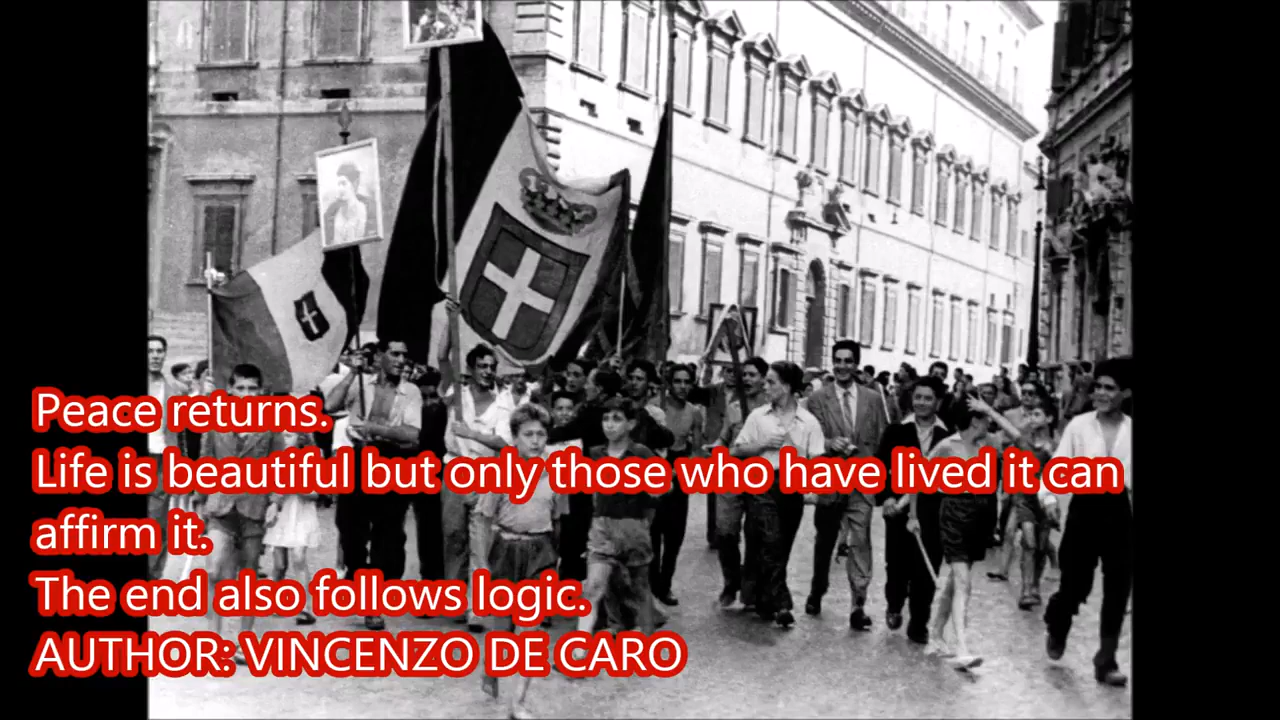 Peace returns.
Life is beautiful but only those who have lived it can
affirm it.
The end also follows logic.
AUTHOR: VINCENZO DE CARO